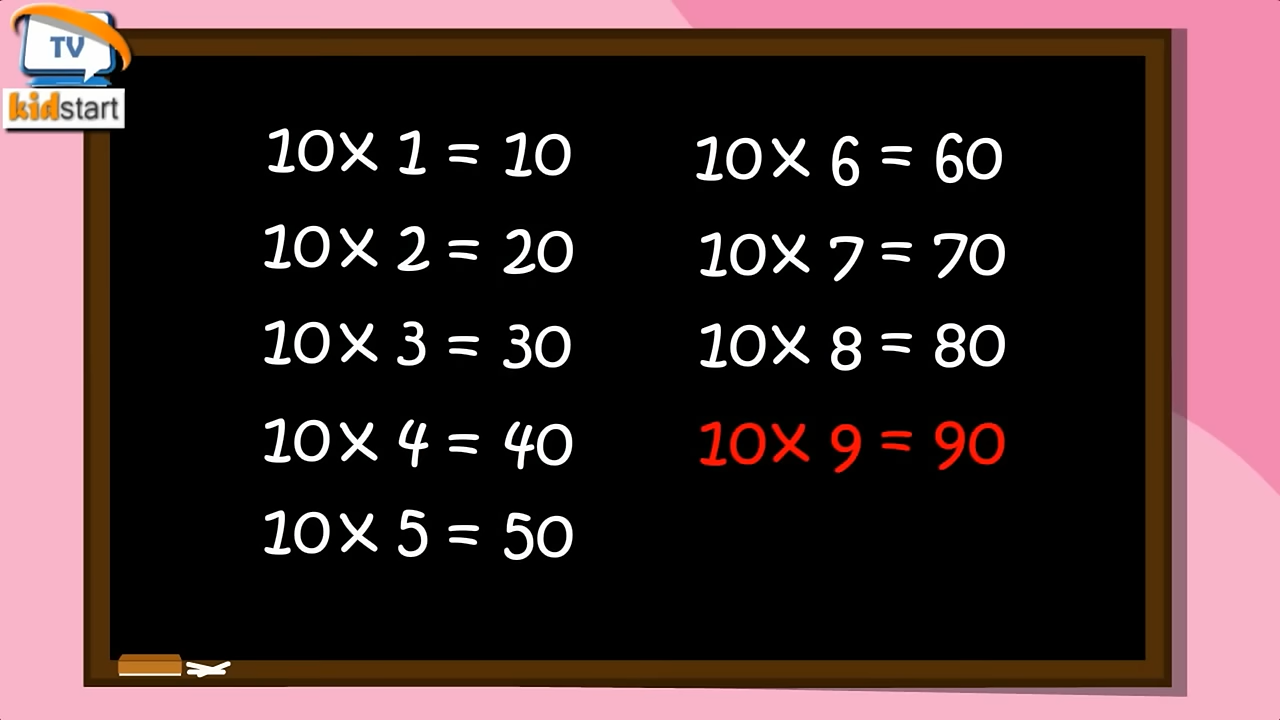 TV
kidstart
10 × 1 = 10
10 × 2 = 20
10 × 3 = 30
10 × 4 = 40
10 × 5 = 50
10 × 6 = 60
10 × 7 = 70
10 × 8 = 80
10 × 9 = 90